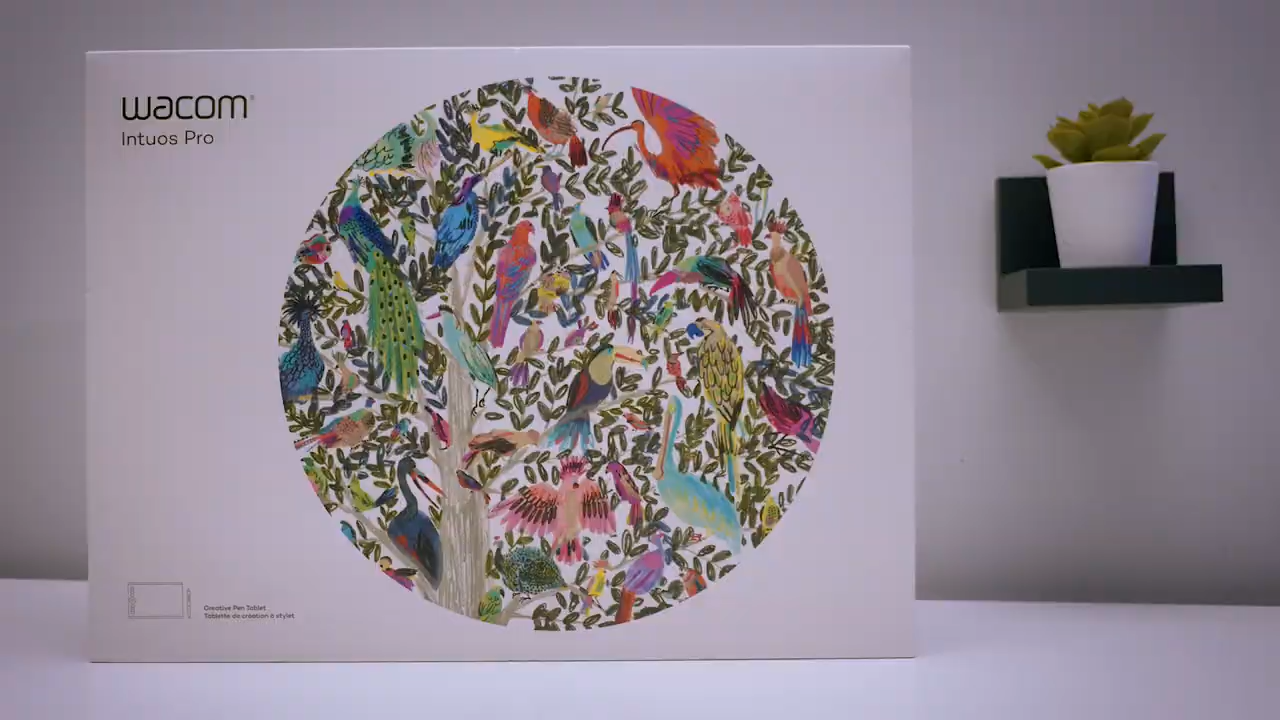 wacom
Intuos Pro
Creative Pen Tablet
Tablette de création à stylet